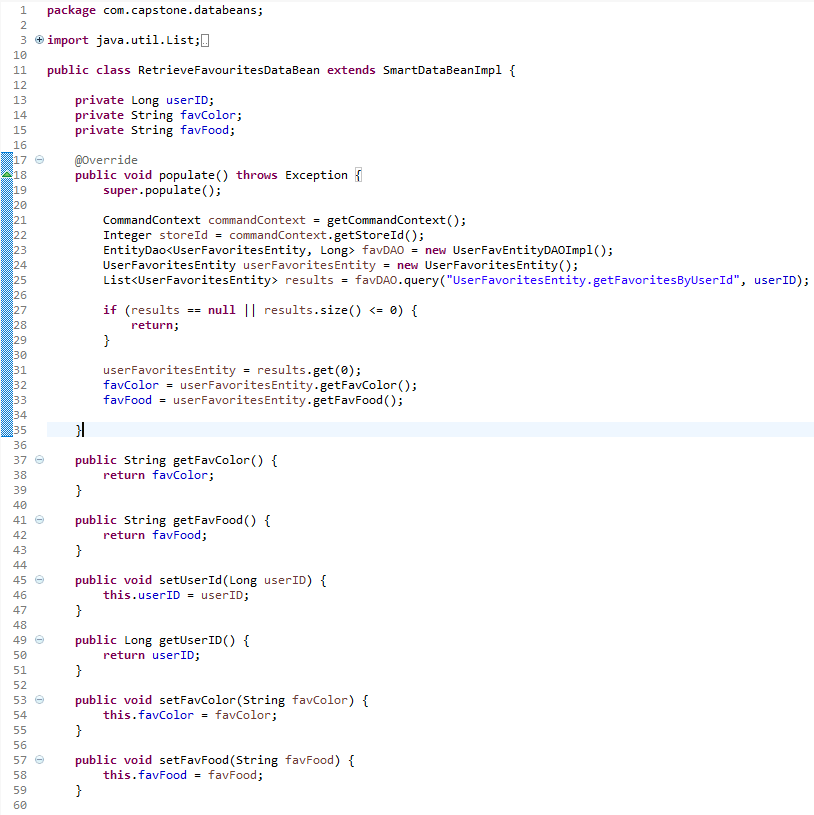 1 package com.capstone.databeans;
2
3 import java.util.List;
10
11 public class RetrieveFavouritesDataBean extends SmartDataBeanImpl {
12
13     private Long userID;
14     private String favColor;
15     private String favFood;
16
17     @Override
18     public void populate() throws Exception {
19         super.populate();
20
21         CommandContext commandContext = getCommandContext();
22         Integer storeId = commandContext.getStoreId();
23         EntityDao<UserFavoritesEntity, Long> favDAO = new UserFavEntityDAOImpl();
24         UserFavoritesEntity userFavoritesEntity = new UserFavoritesEntity();
25         List<UserFavoritesEntity> results = favDAO.query("UserFavoritesEntity.getFavoritesByUserId", userID);
26
27         if (results == null || results.size() <= 0) {
28             return;
29         }
30
31         userFavoritesEntity = results.get(0);
32         favColor = userFavoritesEntity.getFavColor();
33         favFood = userFavoritesEntity.getFavFood();
34
35     }
36
37     public String getFavColor() {
38         return favColor;
39     }
40
41     public String getFavFood() {
42         return favFood;
43     }
44
45     public void setUserId(Long userID) {
46         this.userID = userID;
47     }
48
49     public Long getUserID() {
50         return userID;
51     }
52
53     public void setFavColor(String favColor) {
54         this.favColor = favColor;
55     }
56
57     public void setFavFood(String favFood) {
58         this.favFood = favFood;
59     }
60